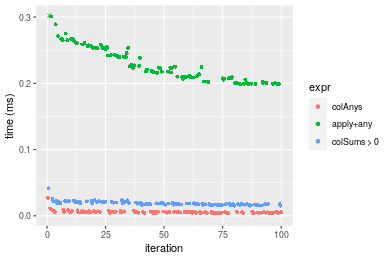 0.3
0.2
0.1
0.0
time (ms)
0 25 50 75 100
iteration
expr
colAnys
apply+any
colSums > 0